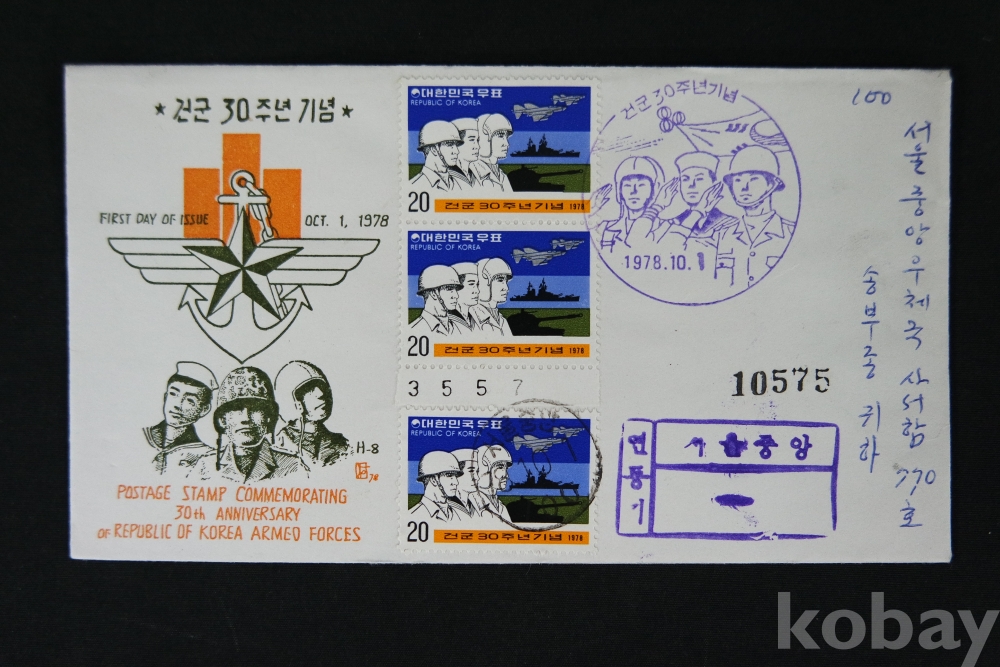 ★ 건군 30주년기념 ★
FIRST DAY OF ISSUE OCT. 1, 1978
H-8
POSTAGE STAMP COMMEMORATING
30th ANNIVERSARY
OF REPUBLIC OF KOREA ARMED FORCES
대한민국우표
REPUBLIC OF KOREA
20 건군 30주년기념 1978
대한민국우표
REPUBLIC OF KOREA
20 건군 30주년기념 1978
3 5 5 7
대한민국우표
REPUBLIC OF KOREA
20 건군 30주년기념 1978
건군 30주년기념
1978.10.1
100
서울중앙우체국 사서함 770호
송부종 귀하
10575
서울중앙
kobay